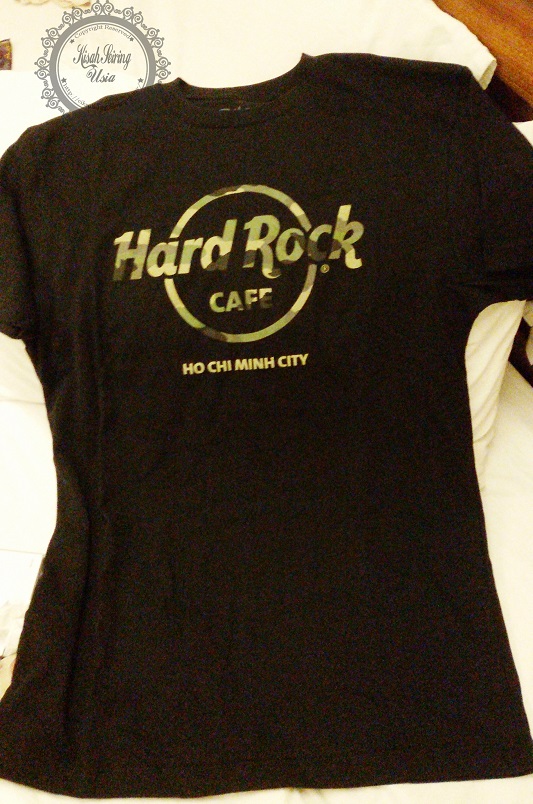 Copyright Reserved
Kisah Seiring
Usia
Hard Rock
®
CAFE
HO CHI MINH CITY